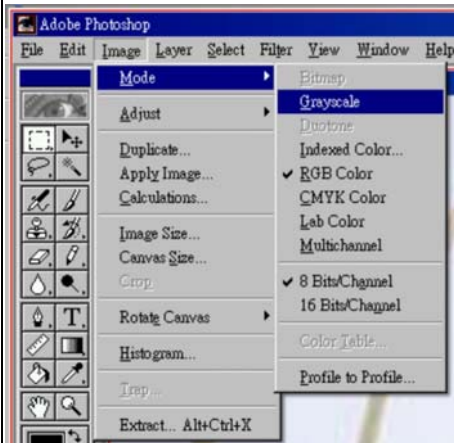 Adobe Photoshop
File Edit Image Layer Select Filter View Window Help
Mode
Adjust
Duplicate...
Apply Image...
Calculations...
Image Size...
Canvas Size...
Crop
Rotate Canvas
Histogram...
Trap...
Extract... Alt+Ctrl+X
Bitmap
Grayscale
Duotone
Indexed Color...
RGB Color
CMYK Color
Lab Color
Multichannel
8 Bits/Channel
16 Bits/Channel
Color Table...
Profile to Profile...
T